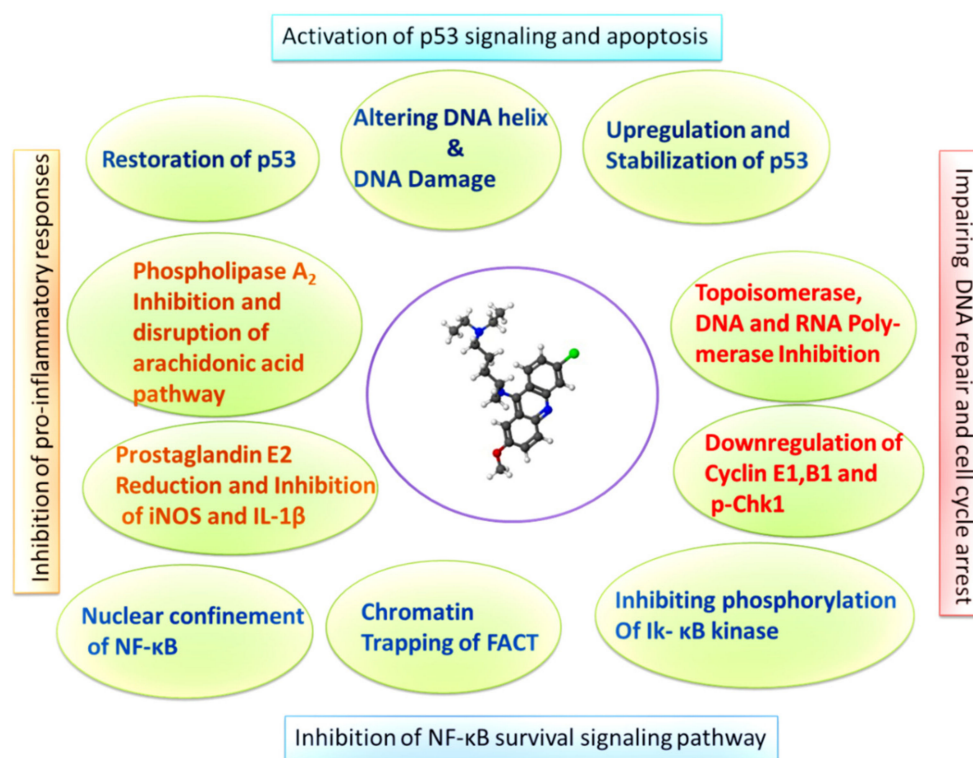 Activation of p53 signaling and apoptosis
Restoration of p53
Altering DNA helix
&
DNA Damage
Upregulation and
Stabilization of p53
Inhibition of pro-inflammatory responses
Impairing DNA repair and cell cycle arrest
Phospholipase A₂
Inhibition and
disruption of
arachidonic acid
pathway
Topoisomerase,
DNA and RNA Poly-
merase Inhibition
Prostaglandin E2
Reduction and Inhibition
of iNOS and IL-1β
Downregulation of
Cyclin E1,B1 and
p-Chk1
Nuclear confinement
of NF-κB
Chromatin
Trapping of FACT
Inhibiting phosphorylation
Of Ik- κB kinase
Inhibition of NF-κB survival signaling pathway